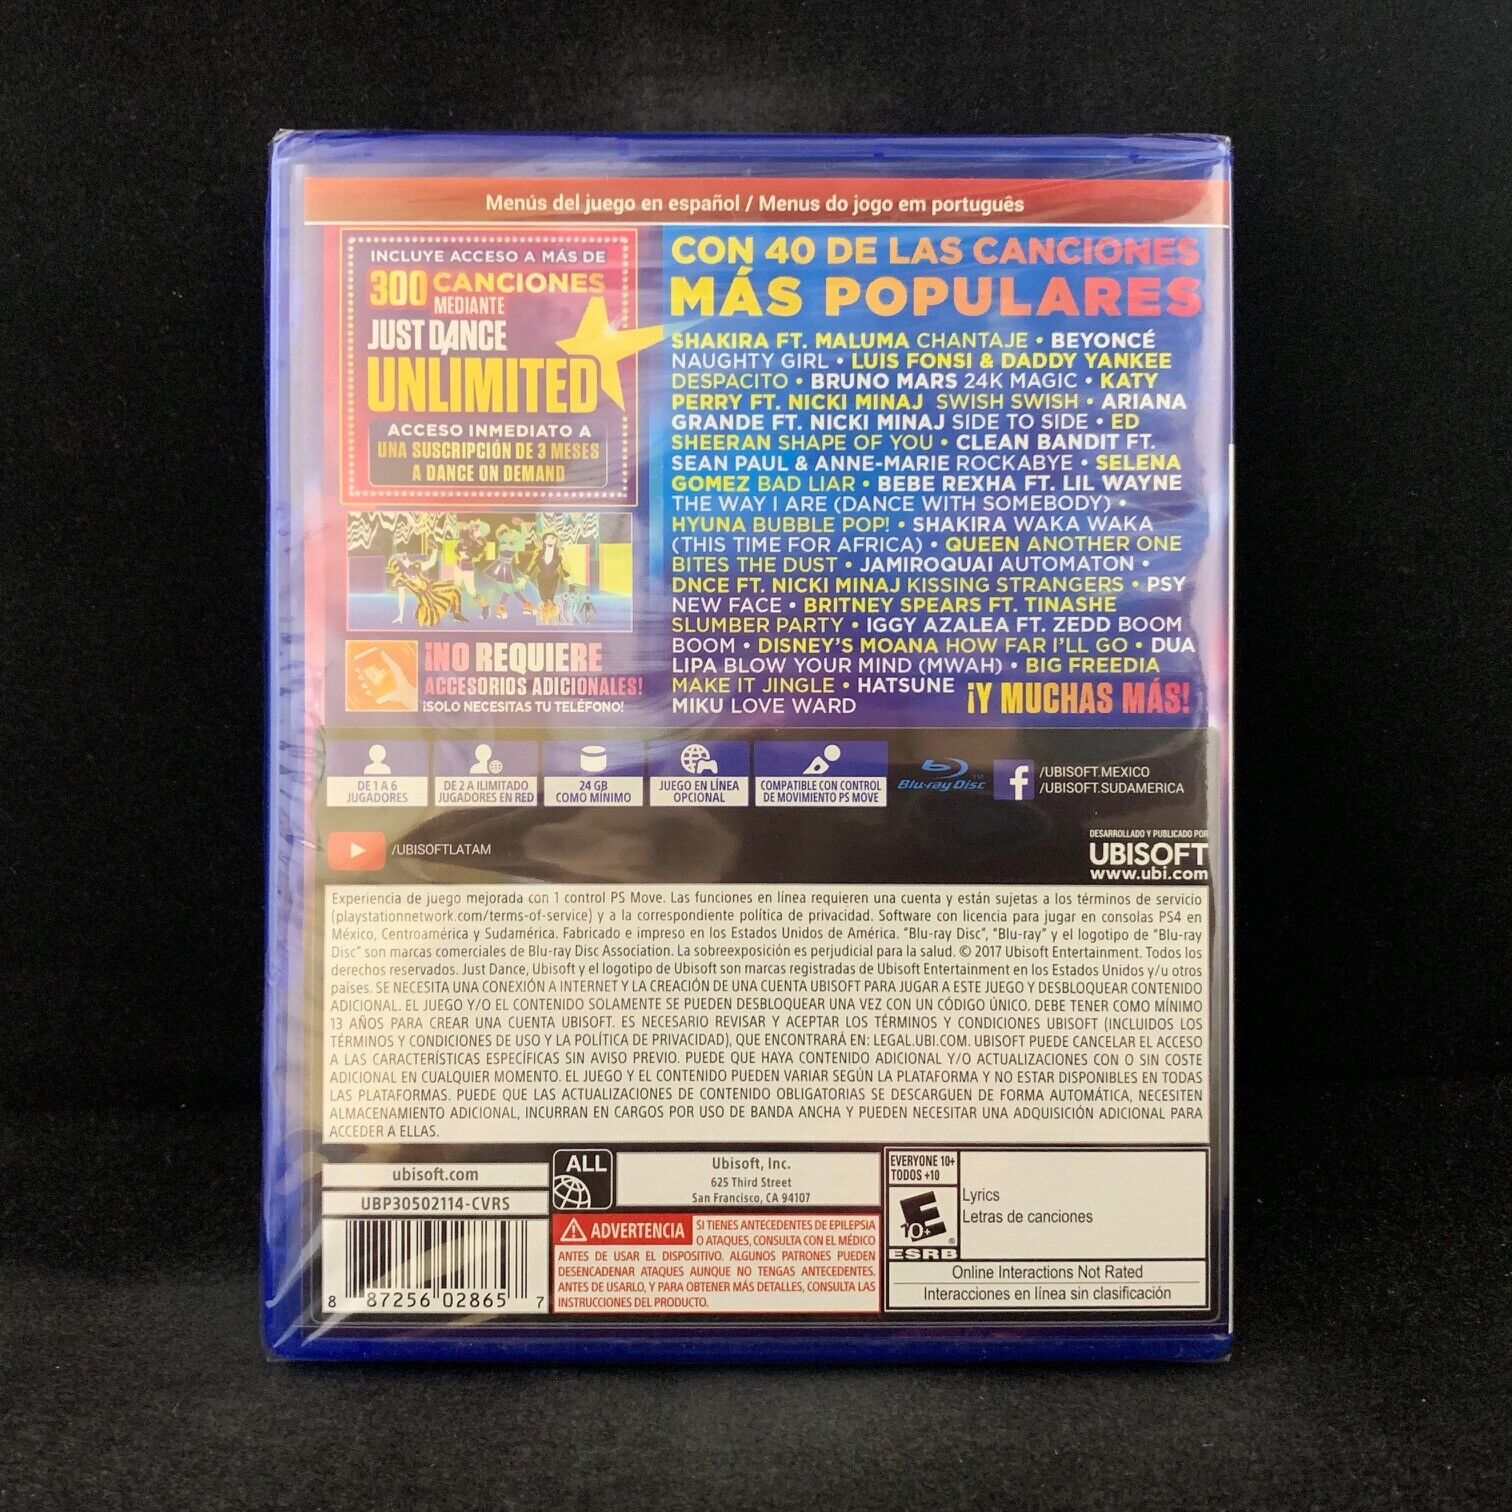 Menús del juego en español / Menus do jogo em português
INCLUYE ACCESO A MÁS DE
300 CANCIONES
MEDIANTE
JUST DANCE
UNLIMITED
ACCESO INMEDIATO A
UNA SUSCRIPCIÓN DE 3 MESES
A DANCE ON DEMAND
¡NO REQUIERE
ACCESORIOS ADICIONALES!
¡SOLO NECESITAS TU TELÉFONO!
CON 40 DE LAS CANCIONES
MÁS POPULARES
SHAKIRA FT. MALUMA CHANTAJE • BEYONCÉ
NAUGHTY GIRL • LUIS FONSI & DADDY YANKEE
DESPACITO • BRUNO MARS 24K MAGIC • KATY
PERRY FT. NICKI MINAJ SWISH SWISH • ARIANA
GRANDE FT. NICKI MINAJ SIDE TO SIDE • ED
SHEERAN SHAPE OF YOU • CLEAN BANDIT FT.
SEAN PAUL & ANNE-MARIE ROCKABYE • SELENA
GOMEZ BAD LIAR • BEBE REXHA FT. LIL WAYNE
THE WAY I ARE (DANCE WITH SOMEBODY) •
HYUNA BUBBLE POP! • SHAKIRA WAKA WAKA
(THIS TIME FOR AFRICA) • QUEEN ANOTHER ONE
BITES THE DUST • JAMIROQUAI AUTOMATON •
DNCE FT. NICKI MINAJ KISSING STRANGERS • PSY
NEW FACE • BRITNEY SPEARS FT. TINASHE
SLUMBER PARTY • IGGY AZALEA FT. ZEDD BOOM
BOOM • DISNEY'S MOANA HOW FAR I'LL GO • DUA
LIPA BLOW YOUR MIND (MWAH) • BIG FREEDIA
MAKE IT JINGLE • HATSUNE
MIKU LOVE WARD
¡Y MUCHAS MÁS!
DE 1 A 6
JUGADORES
DE 2 A ILIMITADO
JUGADORES EN RED
24 GB
COMO MÍNIMO
JUEGO EN LÍNEA
OPCIONAL
COMPATIBLE CON CONTROL
DE MOVIMIENTO PS MOVE
Blu-ray Disc™
/UBISOFT.MEXICO
/UBISOFT.SUDAMERICA
/UBISOFTLATAM
DESARROLLADO Y PUBLICADO POR
UBISOFT
www.ubi.com
Experiencia de juego mejorada con 1 control PS Move. Las funciones en línea requieren una cuenta y están sujetas a los términos de servicio
(playstationnetwork.com/terms-of-service) y a la correspondiente política de privacidad. Software con licencia para jugar en consolas PS4 en
México, Centroamérica y Sudamérica. Fabricado e impreso en los Estados Unidos de América. "Blu-ray Disc", "Blu-ray" y el logotipo de "Blu-ray
Disc" son marcas comerciales de Blu-ray Disc Association. La sobreexposición es perjudicial para la salud. © 2017 Ubisoft Entertainment. Todos los
derechos reservados. Just Dance, Ubisoft y el logotipo de Ubisoft son marcas registradas de Ubisoft Entertainment en los Estados Unidos y/u otros
países. SE NECESITA UNA CONEXIÓN A INTERNET Y LA CREACIÓN DE UNA CUENTA UBISOFT PARA JUGAR A ESTE JUEGO Y DESBLOQUEAR CONTENIDO
ADICIONAL. EL JUEGO Y/O EL CONTENIDO SOLAMENTE SE PUEDEN DESBLOQUEAR UNA VEZ CON UN CÓDIGO ÚNICO. DEBE TENER COMO MÍNIMO
13 AÑOS PARA CREAR UNA CUENTA UBISOFT. ES NECESARIO REVISAR Y ACEPTAR LOS TÉRMINOS Y CONDICIONES UBISOFT (INCLUIDOS LOS
TÉRMINOS Y CONDICIONES DE USO Y LA POLÍTICA DE PRIVACIDAD), QUE ENCONTRARÁ EN: LEGAL.UBI.COM. UBISOFT PUEDE CANCELAR EL ACCESO
A LAS CARACTERÍSTICAS ESPECÍFICAS SIN AVISO PREVIO. PUEDE QUE HAYA CONTENIDO ADICIONAL Y/O ACTUALIZACIONES CON O SIN COSTE
ADICIONAL EN CUALQUIER MOMENTO. EL JUEGO Y EL CONTENIDO PUEDEN VARIAR SEGÚN LA PLATAFORMA Y NO ESTAR DISPONIBLES EN TODAS
LAS PLATAFORMAS. PUEDE QUE LAS ACTUALIZACIONES DE CONTENIDO OBLIGATORIAS SE DESCARGUEN DE FORMA AUTOMÁTICA, NECESITEN
ALMACENAMIENTO ADICIONAL, INCURRAN EN CARGOS POR USO DE BANDA ANCHA Y PUEDEN NECESITAR UNA ADQUISICIÓN ADICIONAL PARA
ACCEDER A ELLAS.
ubisoft.com
UBP30502114-CVRS
8 87256 02865 7
ALL
Ubisoft, Inc.
625 Third Street
San Francisco, CA 94107
ADVERTENCIA
SI TIENES ANTECEDENTES DE EPILEPSIA
O ATAQUES, CONSULTA CON EL MÉDICO
ANTES DE USAR EL DISPOSITIVO. ALGUNOS PATRONES PUEDEN
DESENCADENAR ATAQUES AUNQUE NO TENGAS ANTECEDENTES.
ANTES DE USARLO, Y PARA OBTENER MÁS DETALLES, CONSULTA LAS
INSTRUCCIONES DEL PRODUCTO.
EVERYONE 10+
TODOS +10
E
10+
®
ESRB
Lyrics
Letras de canciones
Online Interactions Not Rated
Interacciones en línea sin clasificación